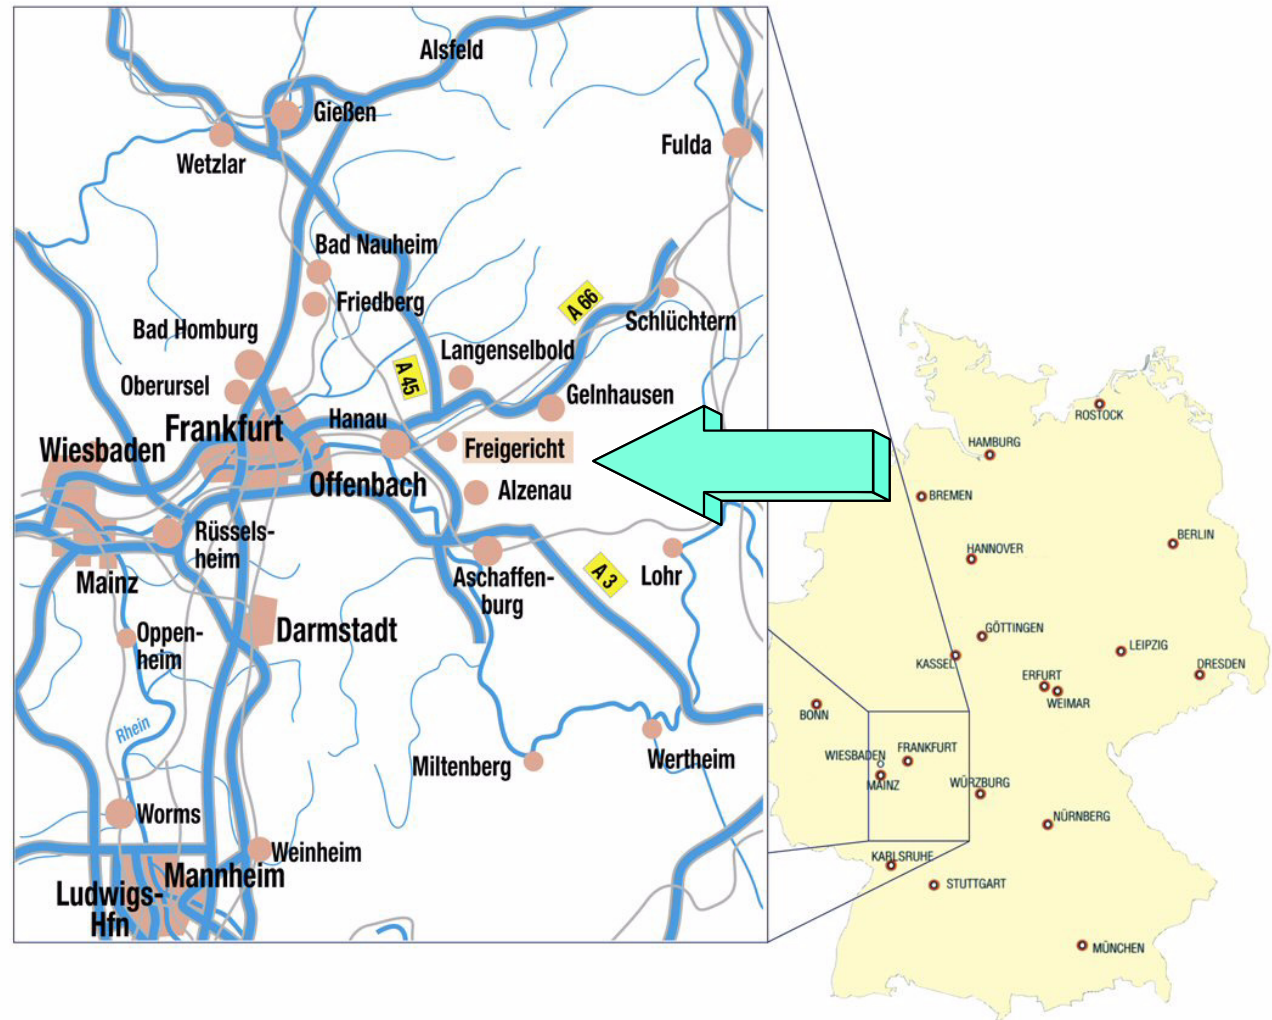 Alsfeld
Gießen
Wetzlar
Fulda
Bad Nauheim
Friedberg
A 66
Schlüchtern
Bad Homburg
Langenselbold
A 45
Oberursel
Gelnhausen
Hanau
Frankfurt
Wiesbaden
Freigericht
Offenbach
Alzenau
Rüssels-
heim
Mainz
Aschaffen-
burg
A 3
Lohr
Darmstadt
Oppen-
heim
Rhein
Miltenberg
Wertheim
Worms
Weinheim
Mannheim
Ludwigs-
Hfn
ROSTOCK
HAMBURG
BREMEN
BERLIN
HANNOVER
GÖTTINGEN
LEIPZIG
KASSEL
DRESDEN
ERFURT
WEIMAR
BONN
FRANKFURT
WIESBADEN
MAINZ
WÜRZBURG
NÜRNBERG
KARLSRUHE
STUTTGART
MÜNCHEN